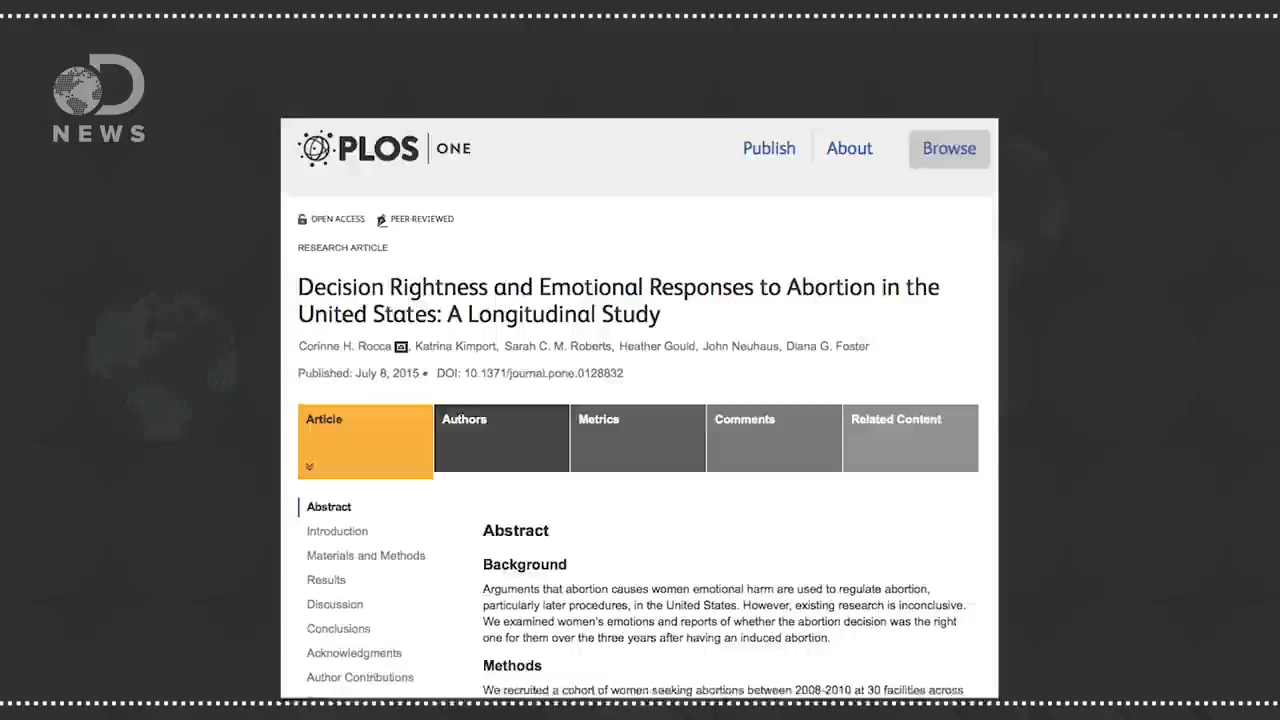 NEWS
PLOS ONE
Publish About Browse
OPEN ACCESS PEER-REVIEWED
RESEARCH ARTICLE
Decision Rightness and Emotional Responses to Abortion in the
United States: A Longitudinal Study
Corinne H. Rocca, Katrina Kimport, Sarah C. M. Roberts, Heather Gould, John Neuhaus, Diana G. Foster
Published: July 8, 2015 • DOI: 10.1371/journal.pone.0128832
Article Authors Metrics Comments Related Content
Abstract
Introduction
Materials and Methods
Results
Discussion
Conclusions
Acknowledgments
Author Contributions
Abstract
Background
Arguments that abortion causes women emotional harm are used to regulate abortion,
particularly later procedures, in the United States. However, existing research is inconclusive.
We examined women's emotions and reports of whether the abortion decision was the right
one for them over the three years after having an induced abortion.
Methods
We recruited a cohort of women seeking abortions between 2008-2010 at 30 facilities across